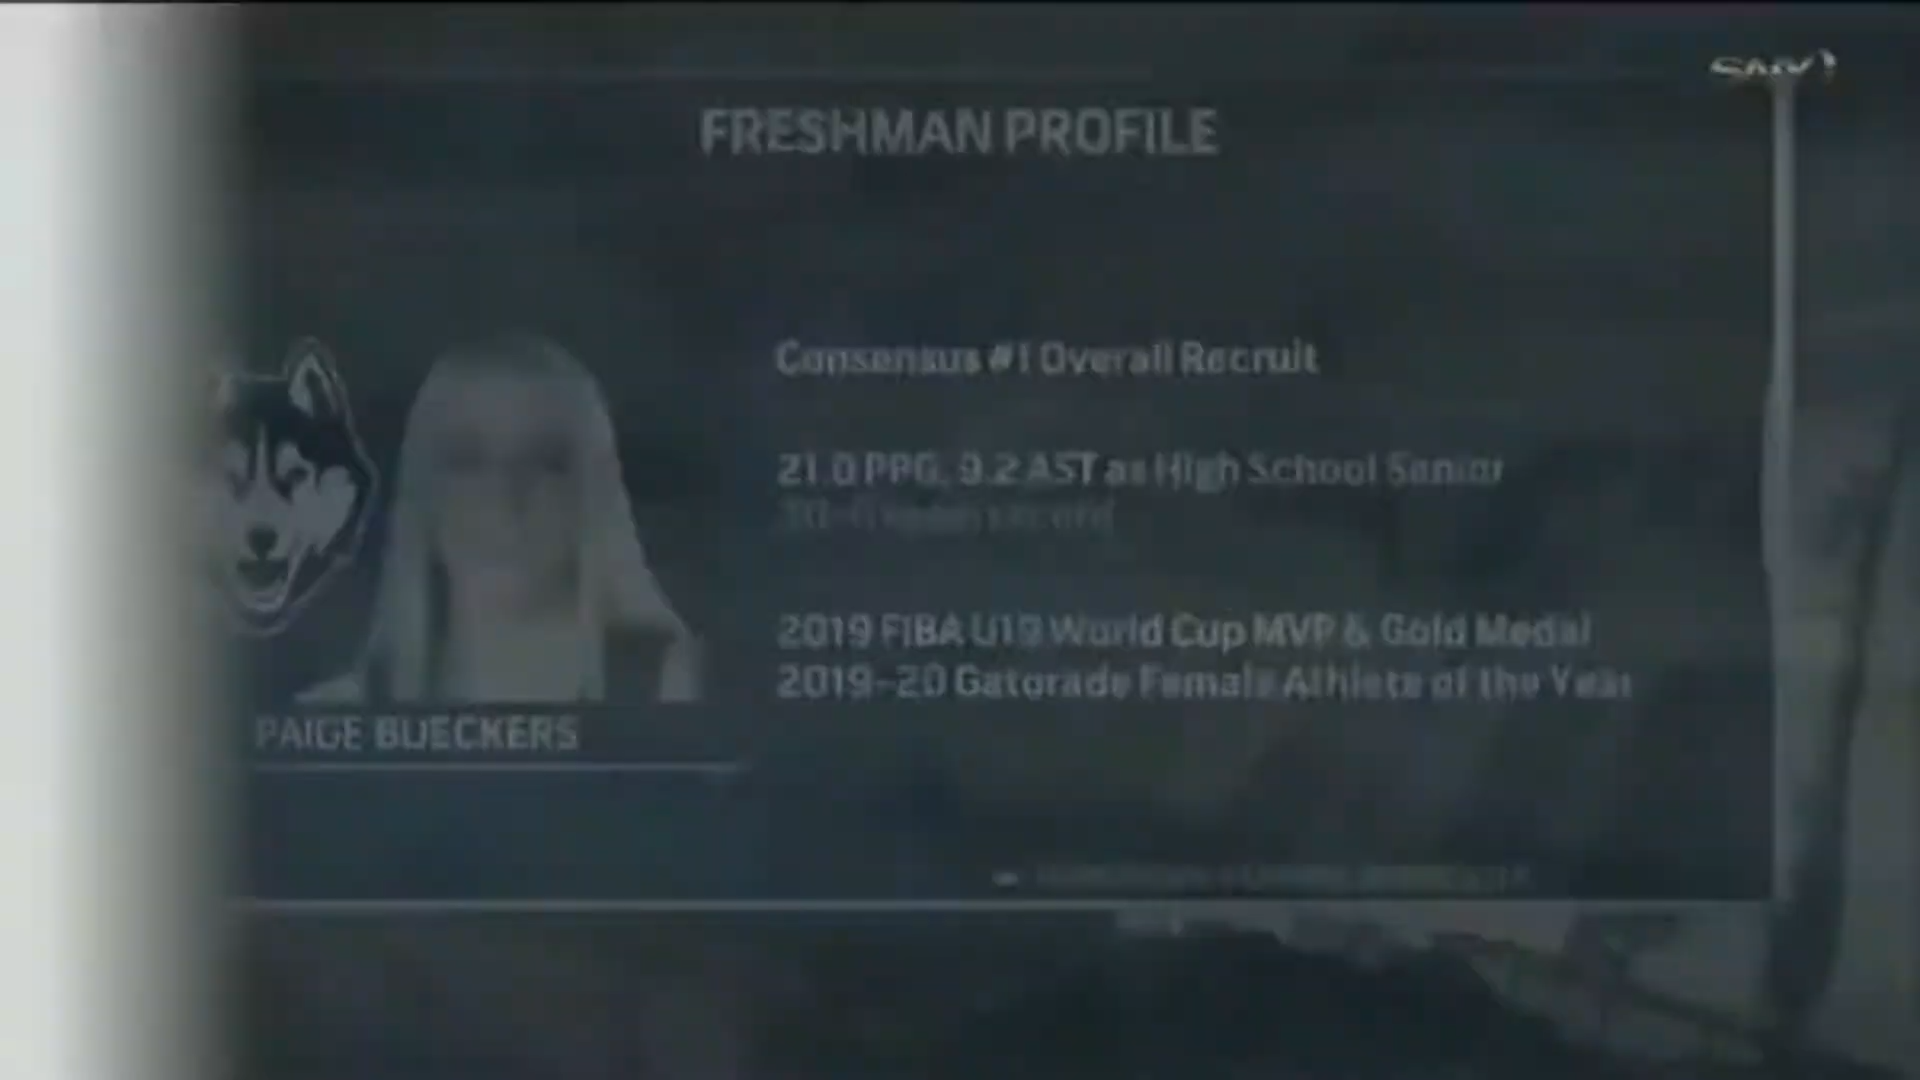 SNY
FRESHMAN PROFILE
Consensus #1 Overall Recruit
21.0 PPG, 9.2 AST as High School Senior
2019 FIBA U19 World Cup MVP & Gold Medal
2019-20 Gatorade Female Athlete of the Year
PAIGE BUECKERS